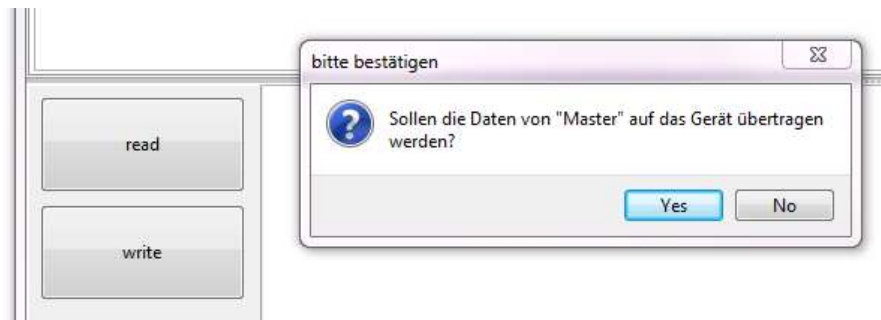 bitte bestätigen
Sollen die Daten von "Master" auf das Gerät übertragen
werden?
Yes
No
read
write